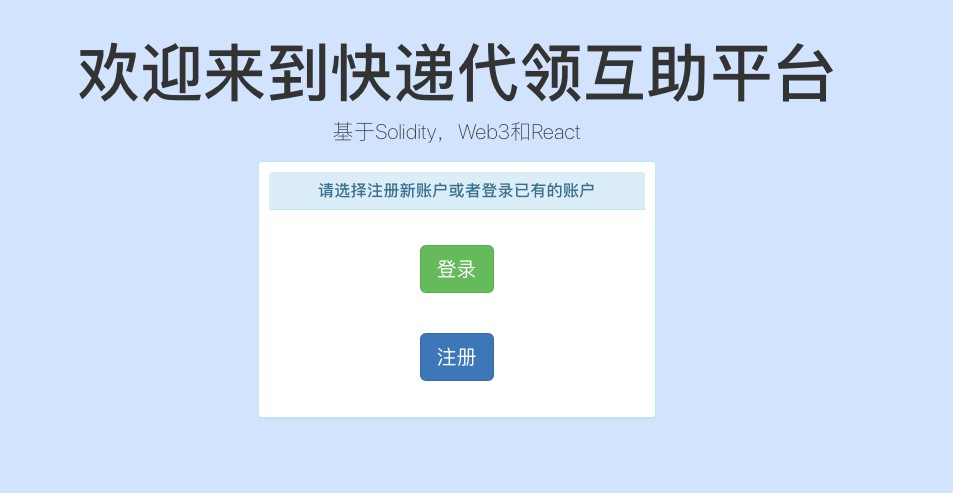 欢迎来到快递代领互助平台
基于Solidity，Web3和React
请选择注册新账户或者登录已有的账户
登录
注册